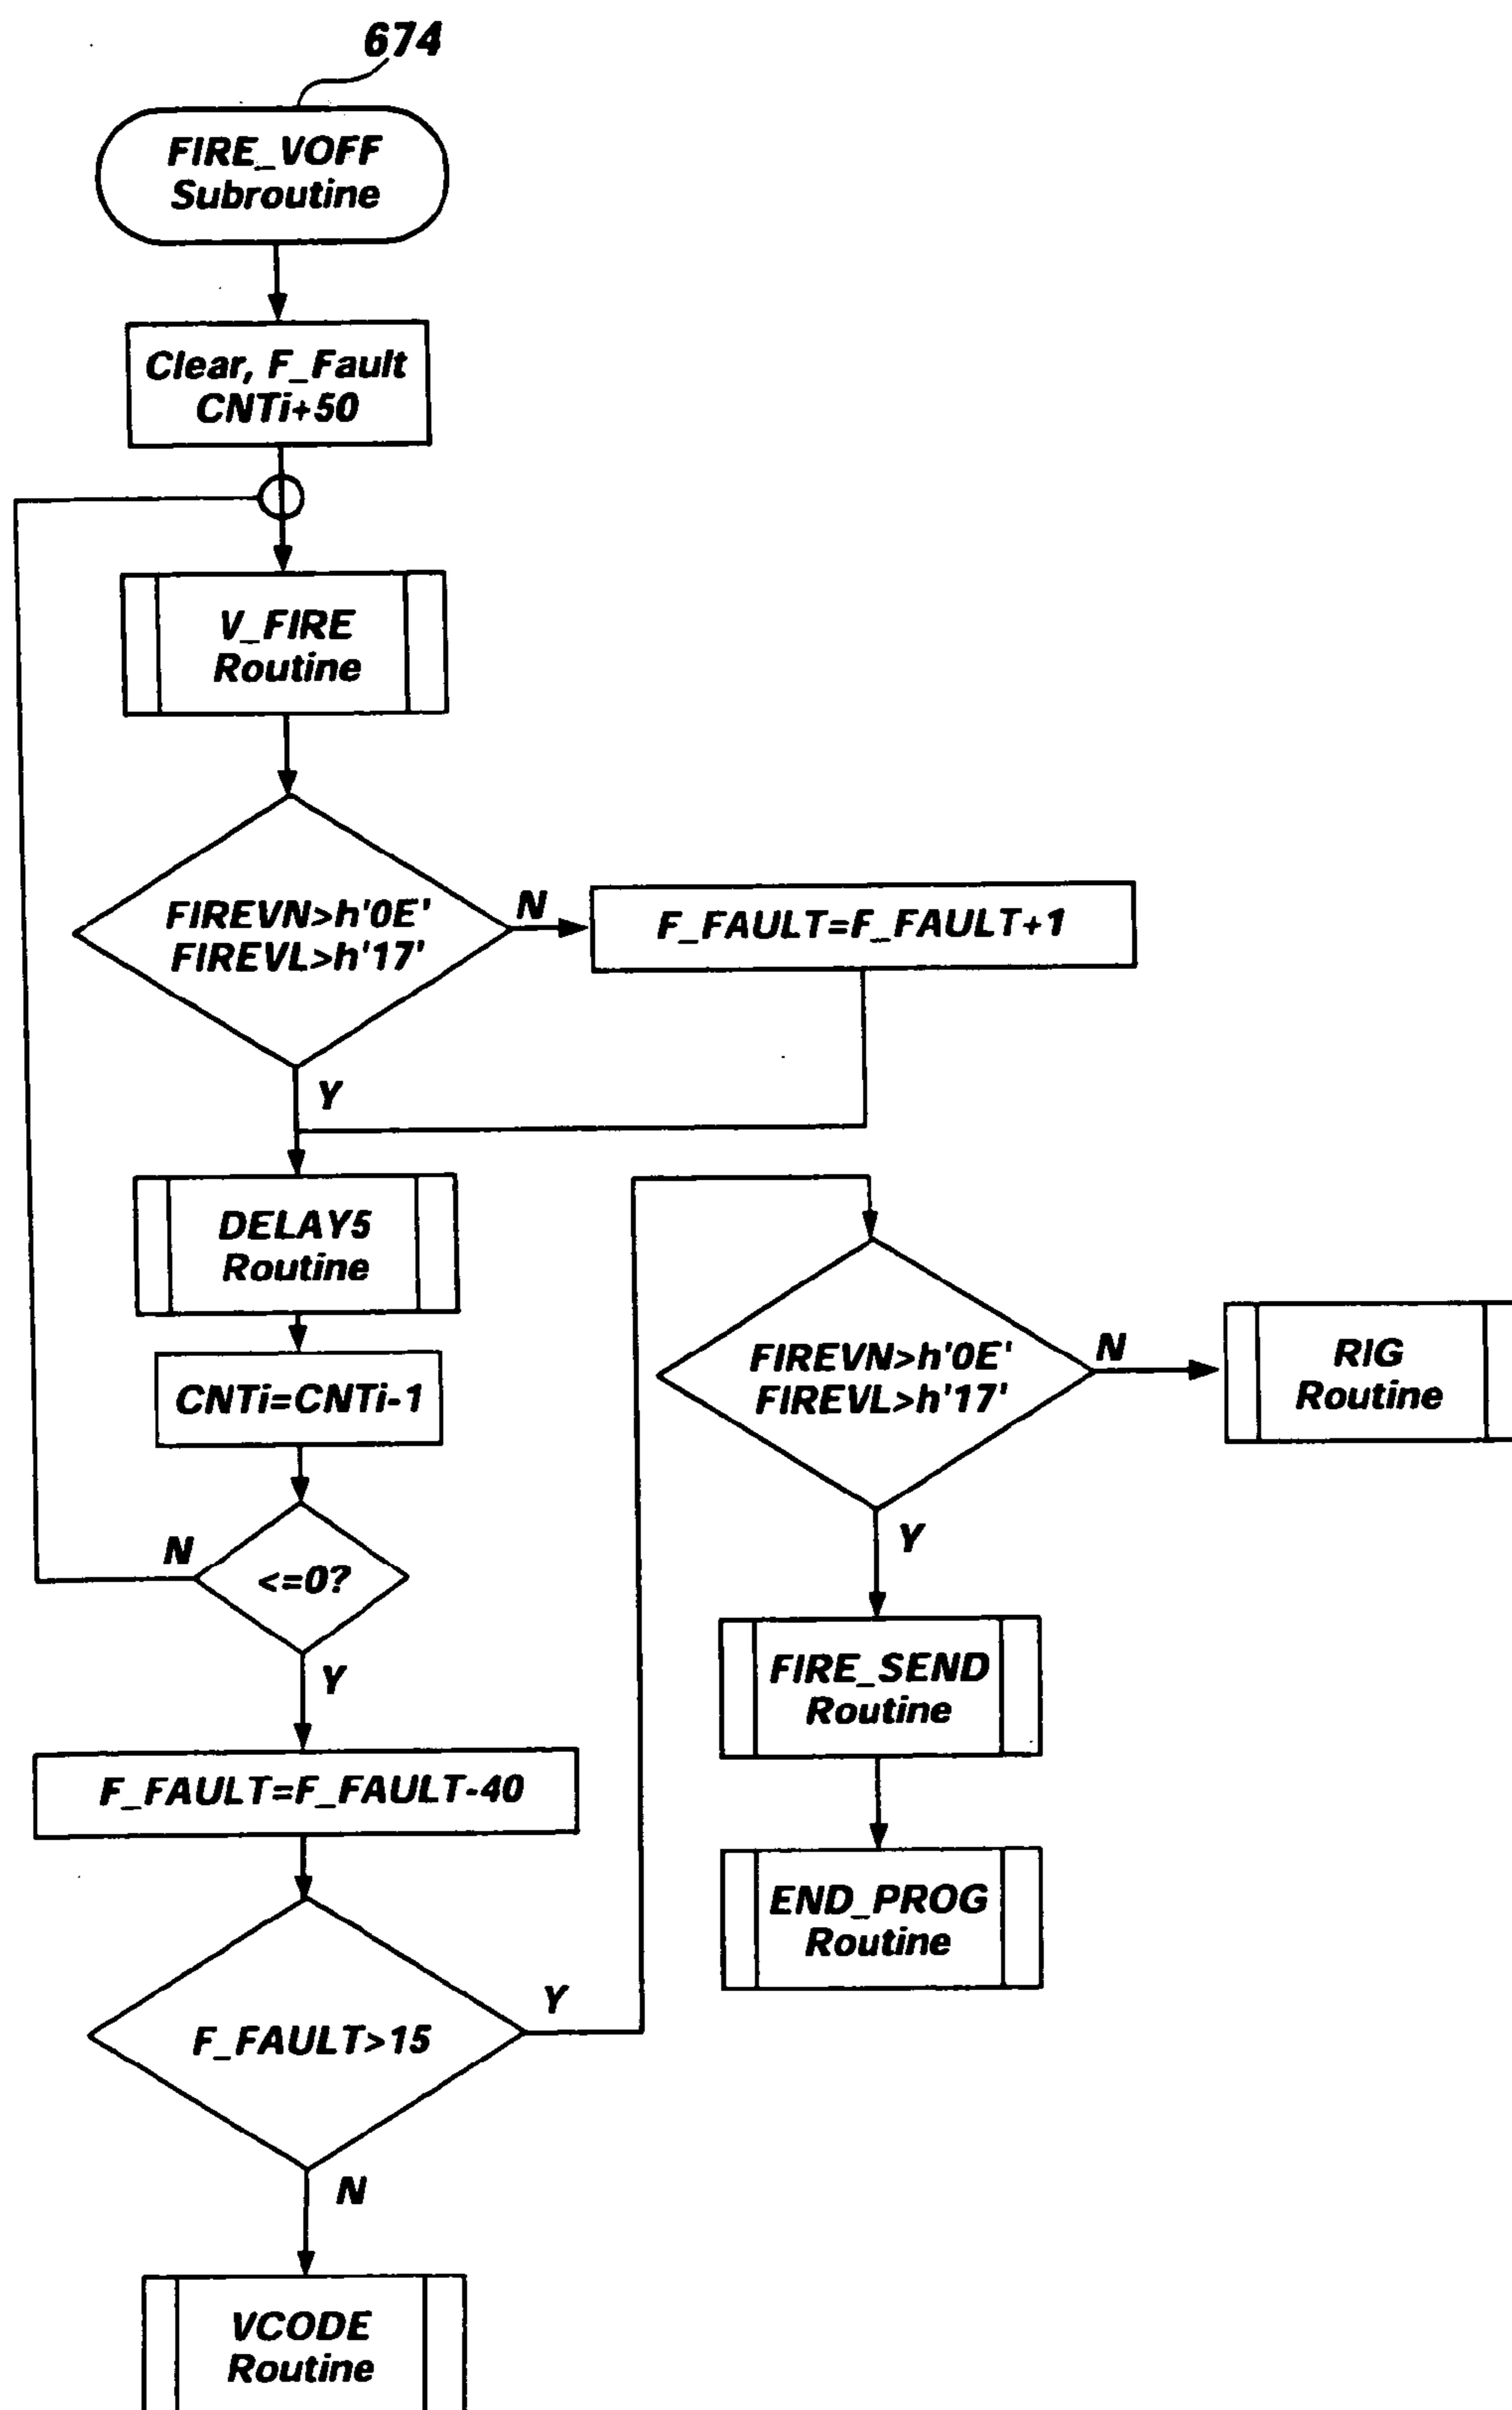 674
FIRE_VOFF
Subroutine
Clear, F_Fault
CNTi+50
V_FIRE
Routine
FIREVN>h'0E'
FIREVL>h'17'
N
F_FAULT=F_FAULT+1
Y
DELAY5
Routine
CNTi=CNTi-1
<=0?
N
Y
F_FAULT=F_FAULT-40
F_FAULT>15
Y
N
VCODE
Routine
FIREVN>h'0E'
FIREVL>h'17'
N
RIG
Routine
Y
FIRE_SEND
Routine
END_PROG
Routine